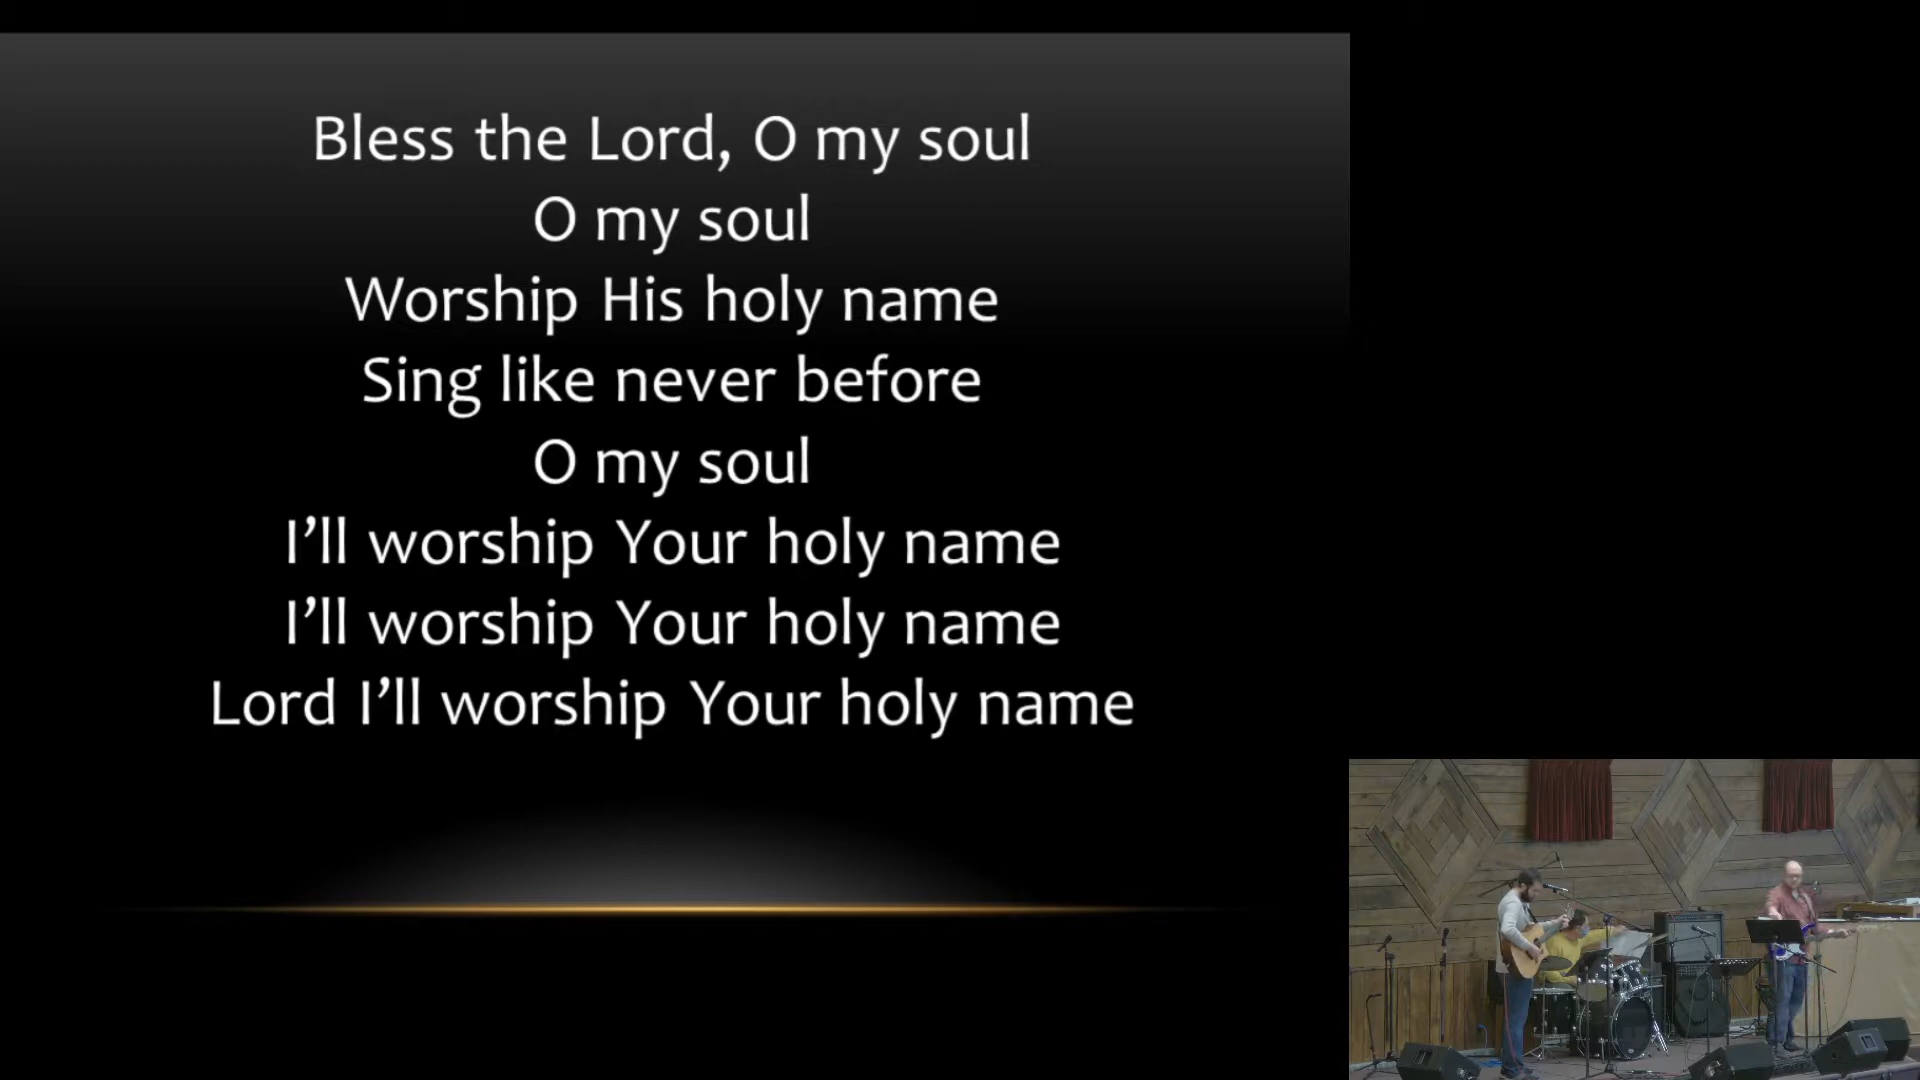 Bless the Lord, O my soul
O my soul
Worship His holy name
Sing like never before
O my soul
I’ll worship Your holy name
I’ll worship Your holy name
Lord I’ll worship Your holy name